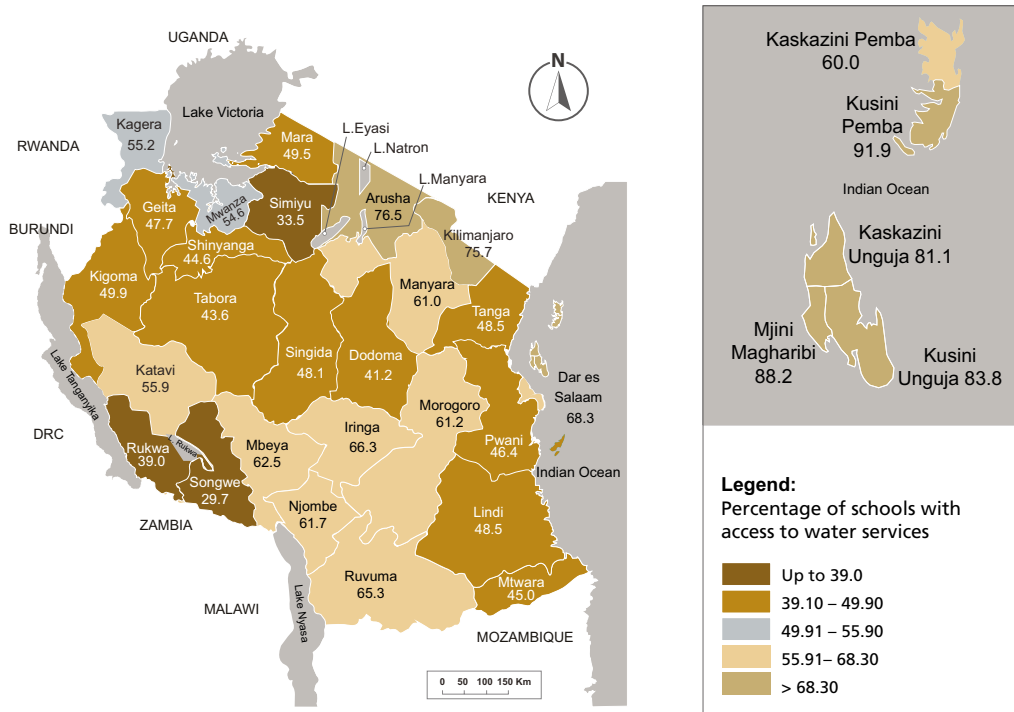 UGANDA
N
Lake Victoria
Kagera
55.2
RWANDA
Mara
49.5
L.Eyasi
L.Natron
L.Manyara
KENYA
Arusha
76.5
Geita
47.7
Mwanza
54.6
Simiyu
33.5
BURUNDI
Shinyanga
44.6
Kilimanjaro
75.7
Kigoma
49.9
Tabora
43.6
Manyara
61.0
Tanga
48.5
Singida
48.1
Dodoma
41.2
Lake Tanganyika
Katavi
55.9
Dar es
Salaam
68.3
Morogoro
61.2
DRC
Iringa
66.3
Mbeya
62.5
Pwani
46.4
Rukwa
39.0
L. Rukwa
Songwe
29.7
Indian Ocean
ZAMBIA
Njombe
61.7
Lindi
48.5
Ruvuma
65.3
Mtwara
45.0
MALAWI
Lake Nyasa
MOZAMBIQUE
0 50 100 150 Km
Kaskazini Pemba
60.0
Kusini
Pemba
91.9
Indian Ocean
Kaskazini
Unguja 81.1
Mjini
Magharibi
88.2
Kusini
Unguja 83.8
Legend:
Percentage of schools with
access to water services
Up to 39.0
39.10 – 49.90
49.91 – 55.90
55.91– 68.30
> 68.30